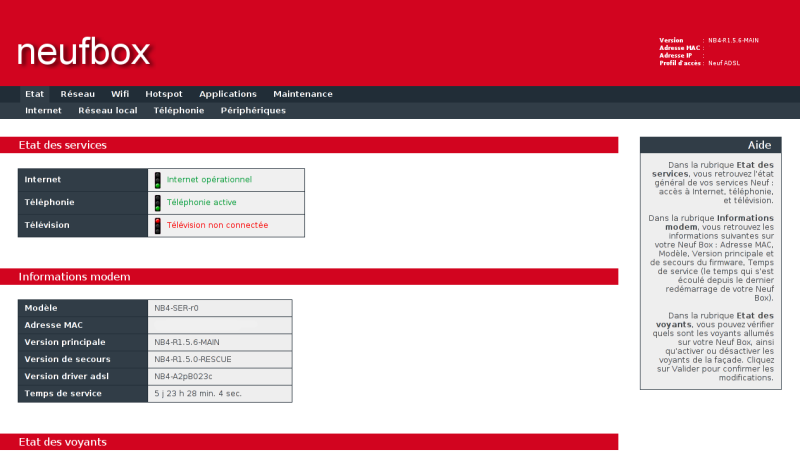 neufbox
Version : NB4-R1.5.6-MAIN
Adresse MAC :
Adresse IP :
Profil d'accès : Neuf ADSL
Etat Réseau Wifi Hotspot Applications Maintenance
Internet Réseau local Téléphonie Périphériques
Etat des services
Internet Internet opérationnel
Téléphonie Téléphonie active
Télévision Télévision non connectée
Informations modem
Modèle NB4-SER-r0
Adresse MAC
Version principale NB4-R1.5.6-MAIN
Version de secours NB4-R1.5.0-RESCUE
Version driver adsl NB4-A2pB023c
Temps de service 5 j 23 h 28 min. 4 sec.
Etat des voyants
Aide
Dans la rubrique Etat des
services, vous retrouvez l'état
général de vos services Neuf :
accès à Internet, téléphonie,
et télévision.
Dans la rubrique Informations
modem, vous retrouvez les
informations suivantes sur
votre Neuf Box : Adresse MAC,
Modèle, Version principale et
de secours du firmware, Temps
de service (le temps qui s'est
écoulé depuis le dernier
redémarrage de votre Neuf
Box).
Dans la rubrique Etat des
voyants, vous pouvez vérifier
quels sont les voyants allumés
sur votre Neuf Box, ainsi
qu'activer ou désactiver les
voyants de la façade. Cliquez
sur Valider pour confirmer les
modifications.